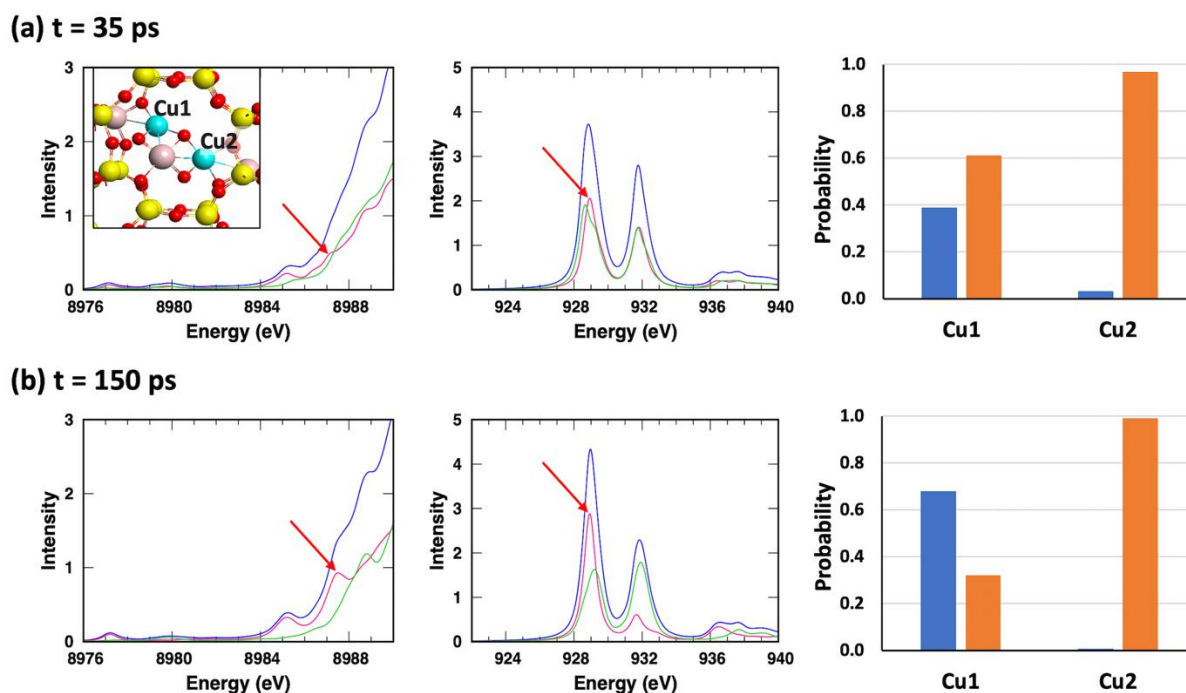 (a) t = 35 ps
Intensity
3
2
1
0
Cu1
Cu2
8976 8980 8984 8988
Energy (eV)
Intensity
5
4
3
2
1
0
924 928 932 936 940
Energy (eV)
Probability
1.0
0.8
0.6
0.4
0.2
0.0
Cu1 Cu2
(b) t = 150 ps
Intensity
3
2
1
0
8976 8980 8984 8988
Energy (eV)
Intensity
5
4
3
2
1
0
924 928 932 936 940
Energy (eV)
Probability
1.0
0.8
0.6
0.4
0.2
0.0
Cu1 Cu2